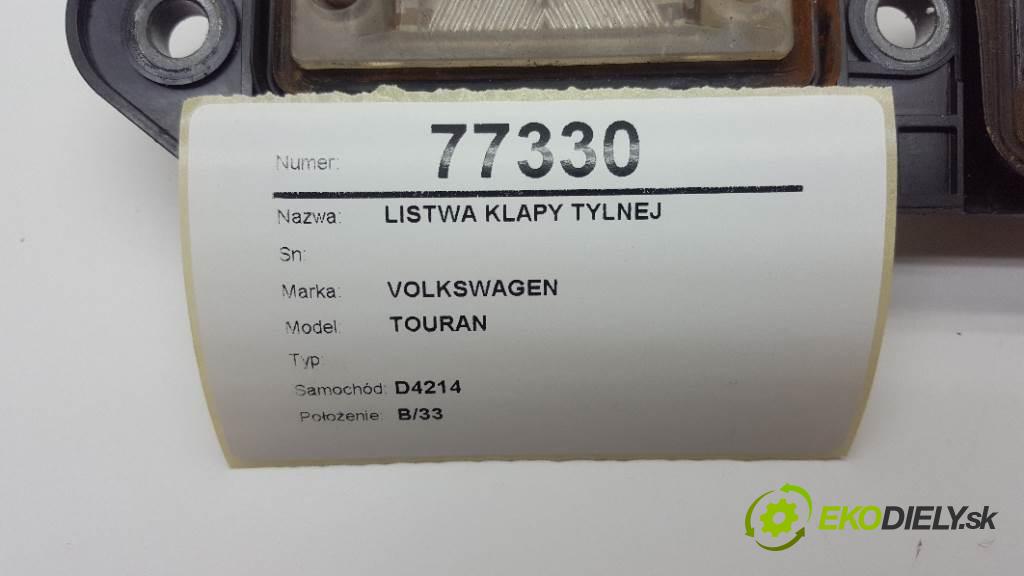 Numer: 77330
Nazwa: LISTWA KLAPY TYLNEJ
Sn:
Marka: VOLKSWAGEN
Model: TOURAN
Typ:
Samochód: D4214
Położenie: B/33
EKODIELY.sk